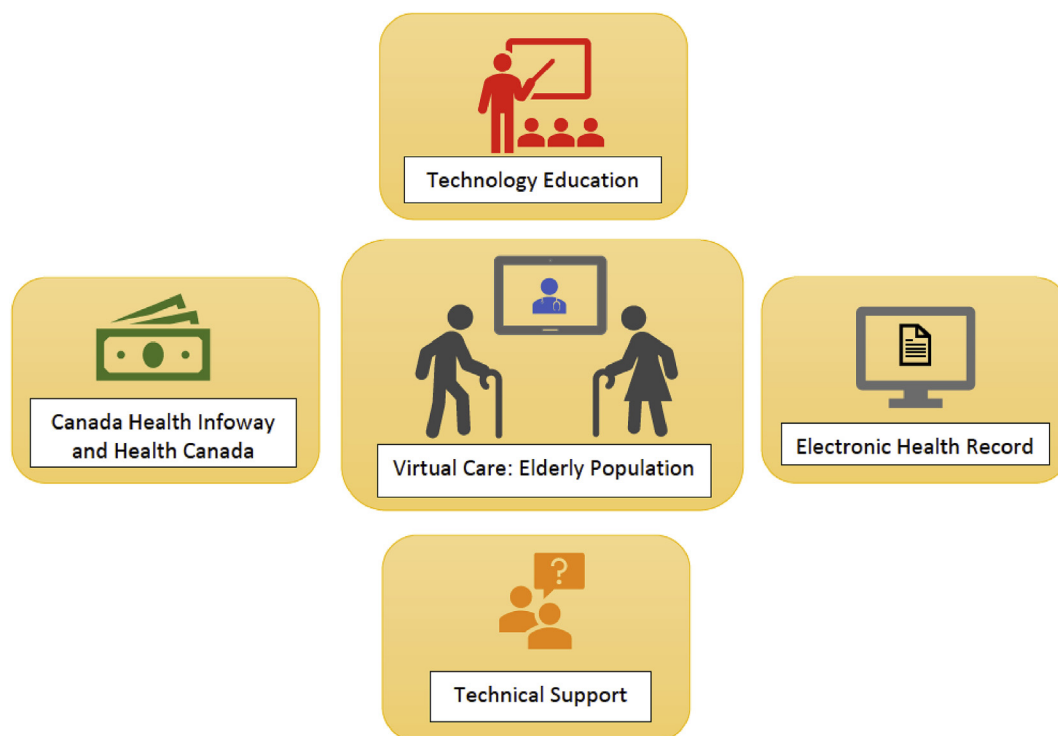 Technology Education
Canada Health Infoway
and Health Canada
Virtual Care: Elderly Population
Electronic Health Record
?
Technical Support